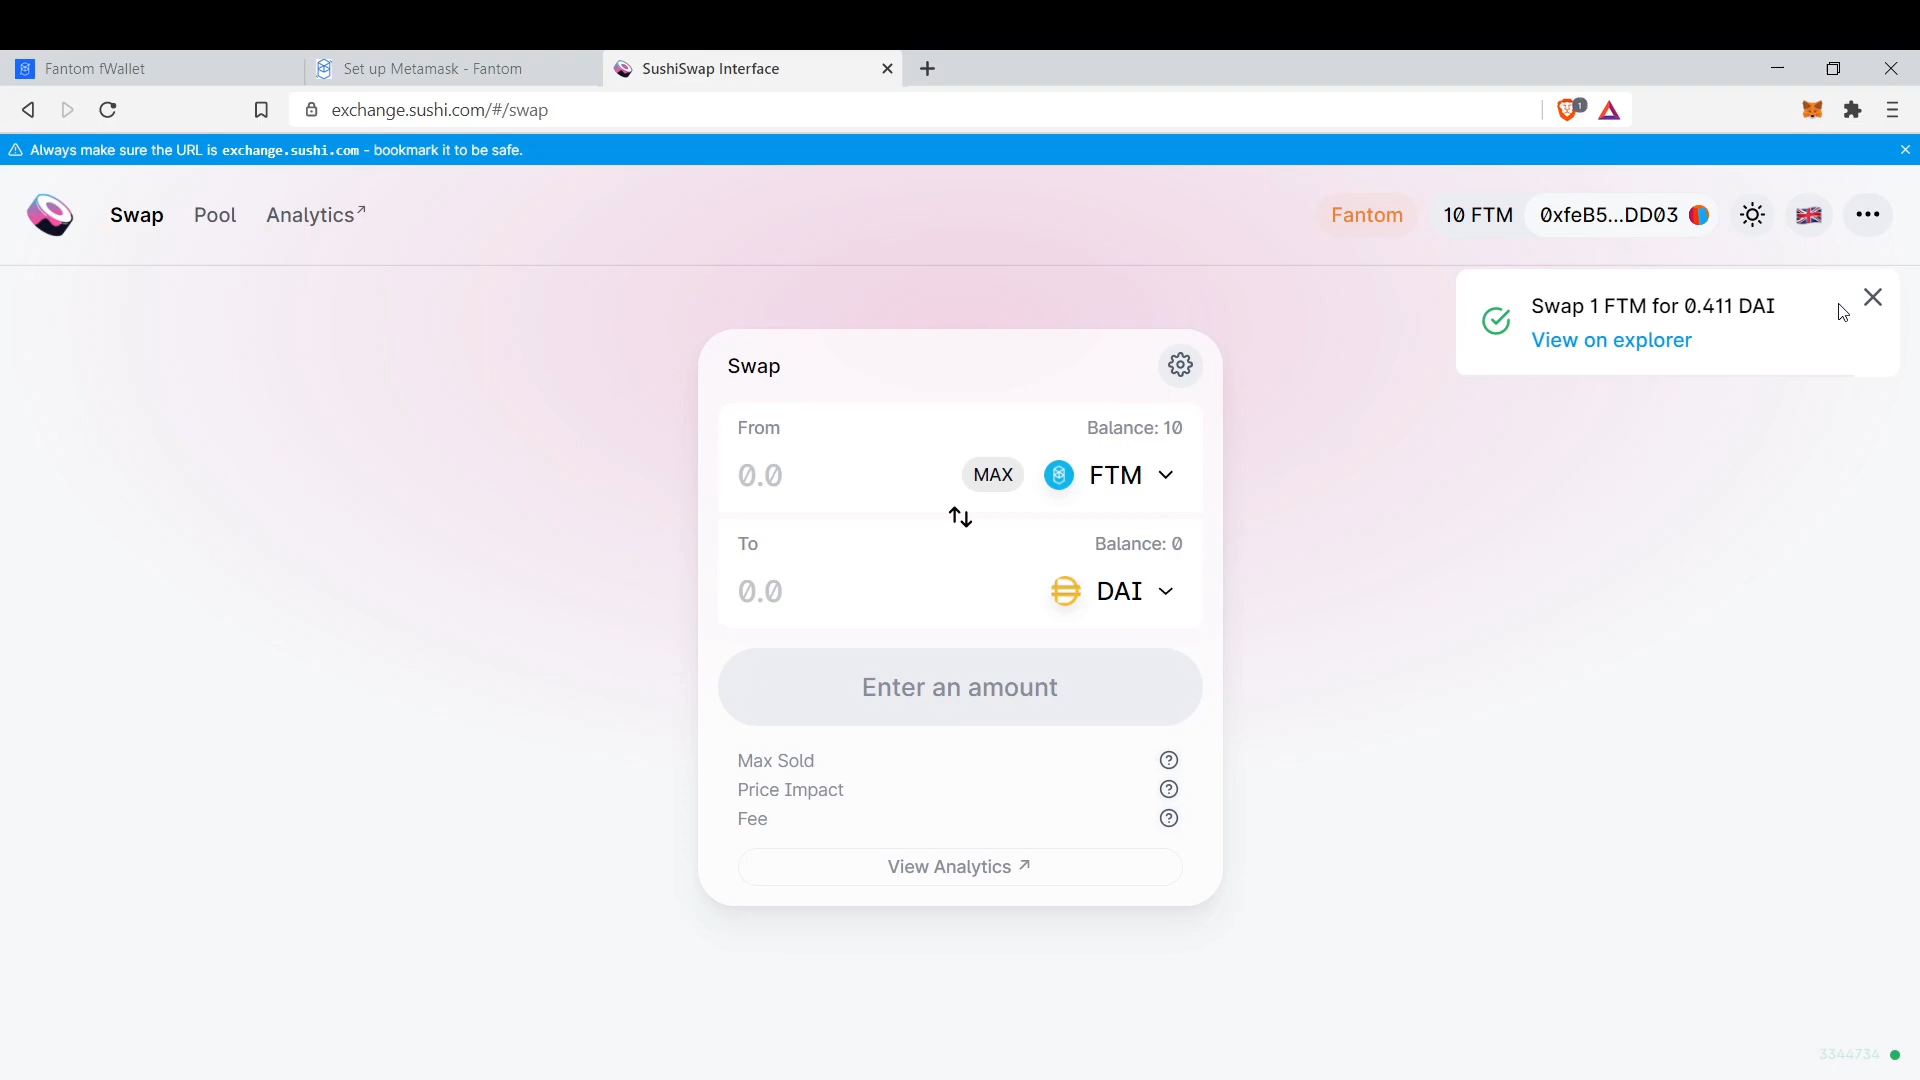 Fantom fWallet
Set up Metamask - Fantom
SushiSwap Interface
exchange.sushi.com/#/swap
1
Always make sure the URL is exchange.sushi.com - bookmark it to be safe.
Swap
Pool
Analytics
Fantom
10 FTM
0xfeB5...DD03
Swap 1 FTM for 0.411 DAI
View on explorer
Swap
From
Balance: 10
0.0
MAX
FTM
To
Balance: 0
0.0
DAI
Enter an amount
Max Sold
Price Impact
Fee
View Analytics
3344734